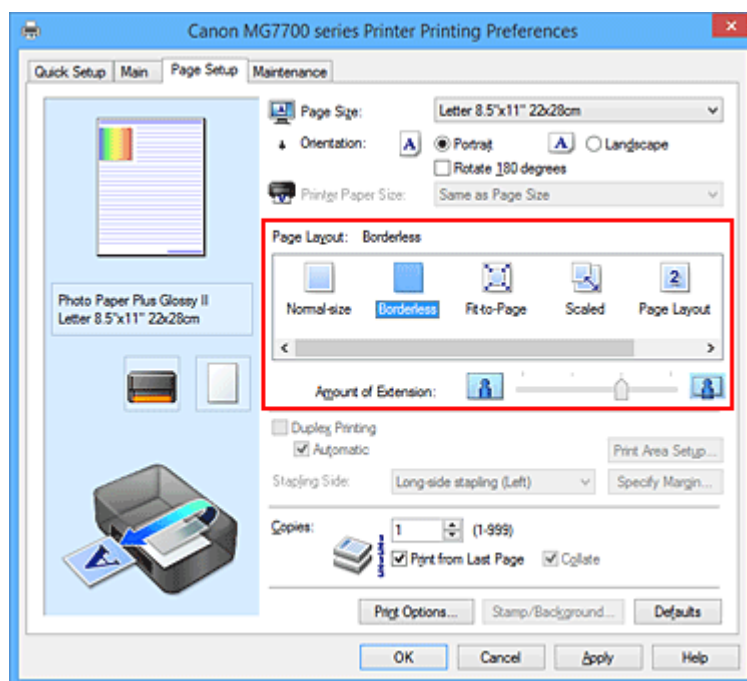 Canon MG7700 series Printer Printing Preferences
Quick Setup Main Page Setup Maintenance
Page Size: Letter 8.5"x11" 22x28cm
Orientation: A Portrait A Landscape
Rotate 180 degrees
Printer Paper Size: Same as Page Size
Page Layout: Borderless
Normal-size Borderless Fit-to-Page Scaled Page Layout
2
Photo Paper Plus Glossy II
Letter 8.5"x11" 22x28cm
Amount of Extension:
Duplex Printing
Automatic
Print Area Setup...
Stapling Side: Long-side stapling (Left) Specify Margin...
Copies: 1 (1-999)
Print from Last Page Collate
A
Print Options... Stamp/Background... Defaults
OK Cancel Apply Help